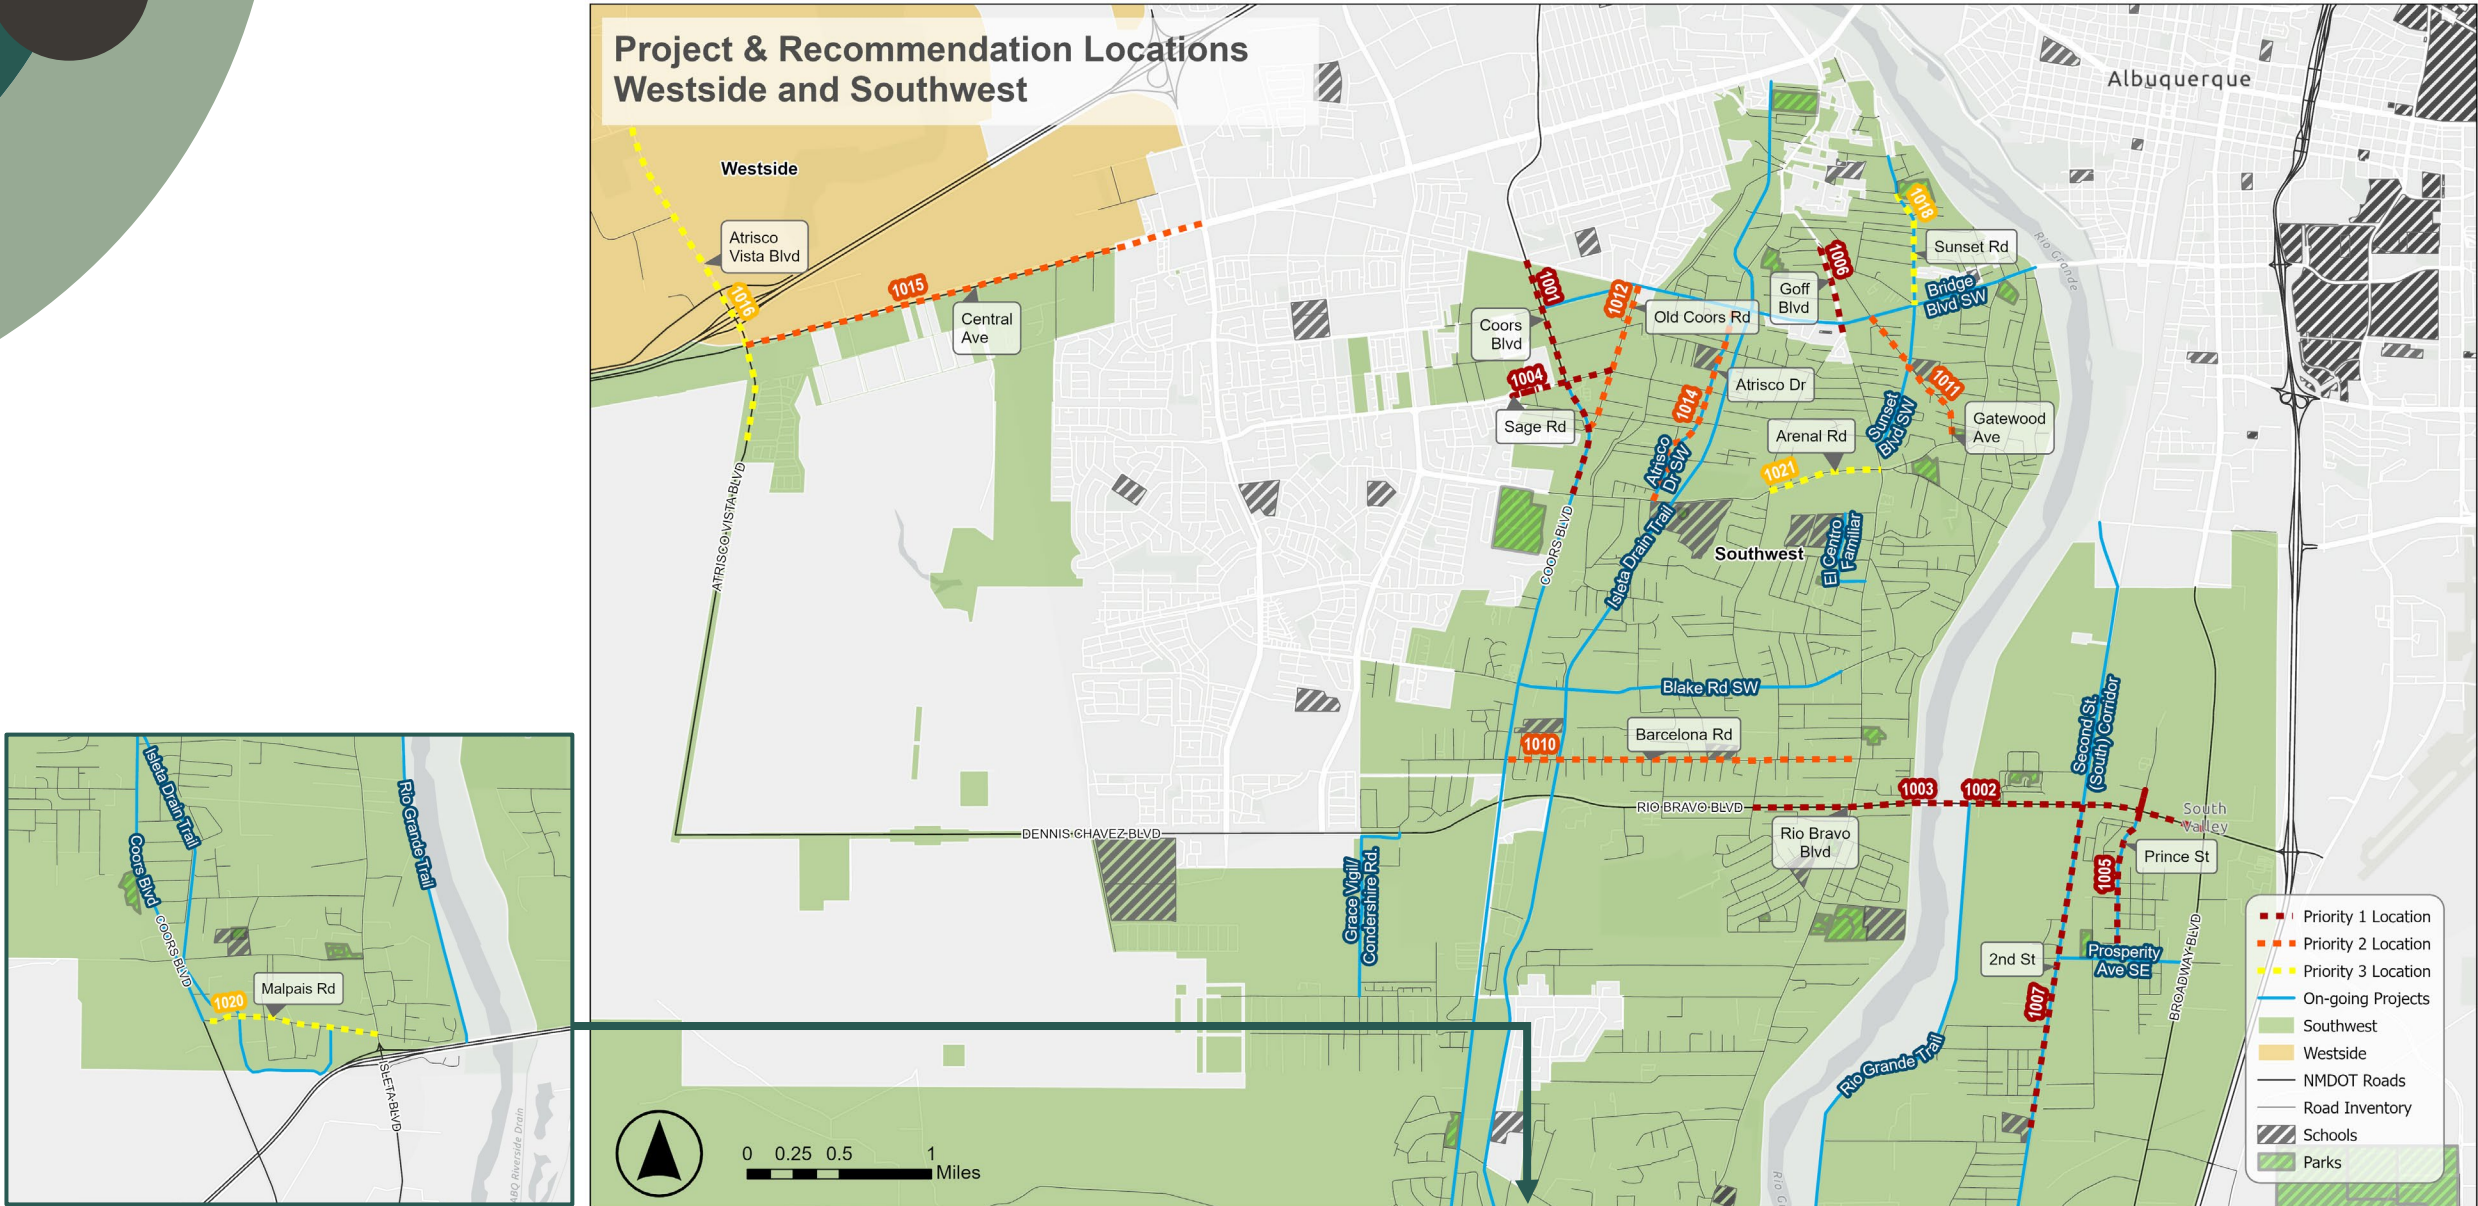 Project & Recommendation Locations
Westside and Southwest
Albuquerque
Westside
Atrisco
Vista Blvd
1016
1015
Central
Ave
Coors
Blvd
1001
1012
Old Coors Rd
1004
Sage Rd
Goff
Blvd
1006
1018
Sunset Rd
Bridge
Blvd SW
Rio Grande
Atrisco Dr
1014
Atrisco
Dr SW
Sunset
Blvd SW
1011
Gatewood
Ave
Arenal Rd
1021
ATRISCO VISTA BLVD
COORS BLVD
Isleta Drain Trail
Southwest
El Centro
Familiar
Blake Rd SW
Barcelona Rd
1010
Second St.
(South) Corridor
RIO BRAVO BLVD
1003
1002
South
Valley
Rio Bravo
Blvd
Prince St
DENNIS CHAVEZ BLVD
Grace Vigil/
Condershire Rd.
1005
2nd St
Prosperity
Ave SE
1007
BROADWAY BLVD
Rio Grande Trail
Rio G
Isleta Drain Trail
Rio Grande Trail
Coors Blvd
COORS BLVD
Malpais Rd
1020
ISLETA BLVD
ABQ Riverside Drain
0 0.25 0.5 1
Miles
Priority 1 Location
Priority 2 Location
Priority 3 Location
On-going Projects
Southwest
Westside
NMDOT Roads
Road Inventory
Schools
Parks